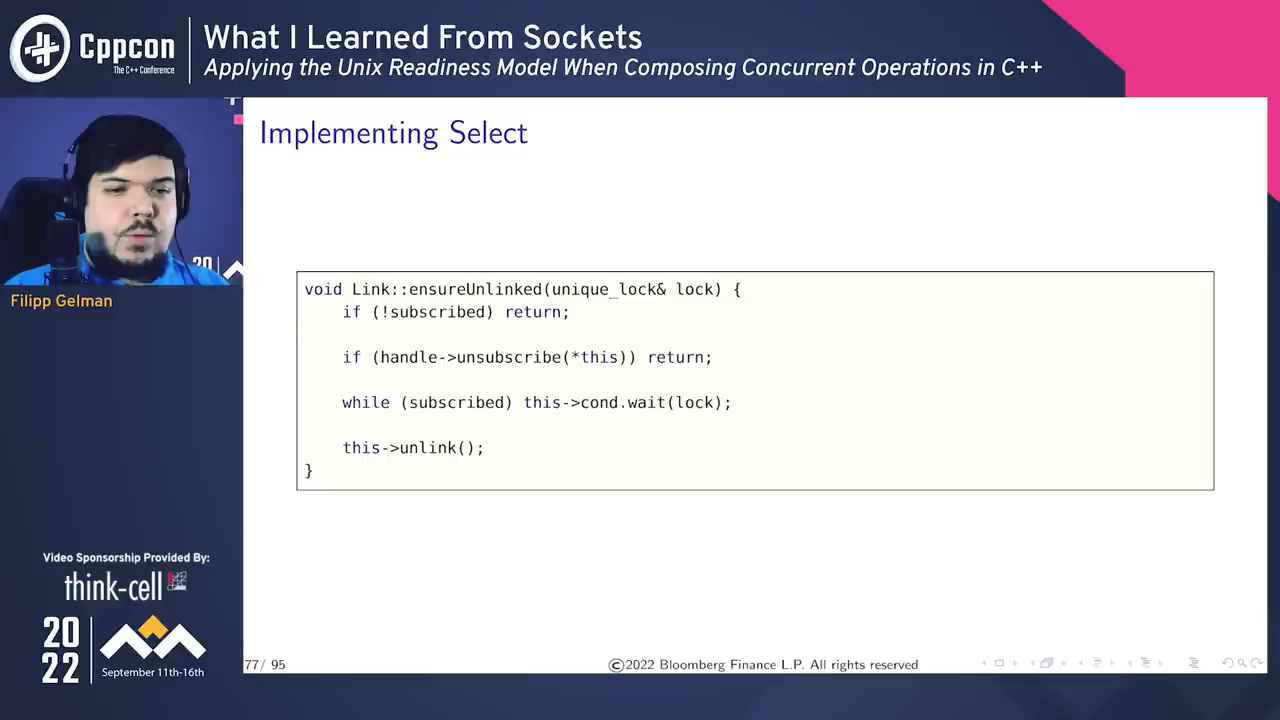 Cppcon
The C++ Conference
What I Learned From Sockets
Applying the Unix Readiness Model When Composing Concurrent Operations in C++
20
Filipp Gelman
Implementing Select
void Link::ensureUnlinked(unique_lock& lock) {
if (!subscribed) return;
if (handle->unsubscribe(*this)) return;
while (subscribed) this->cond.wait(lock);
this->unlink();
}
Video Sponsorship Provided By:
think-cell
20
22
September 11th-16th
77/ 95
©2022 Bloomberg Finance L.P. All rights reserved